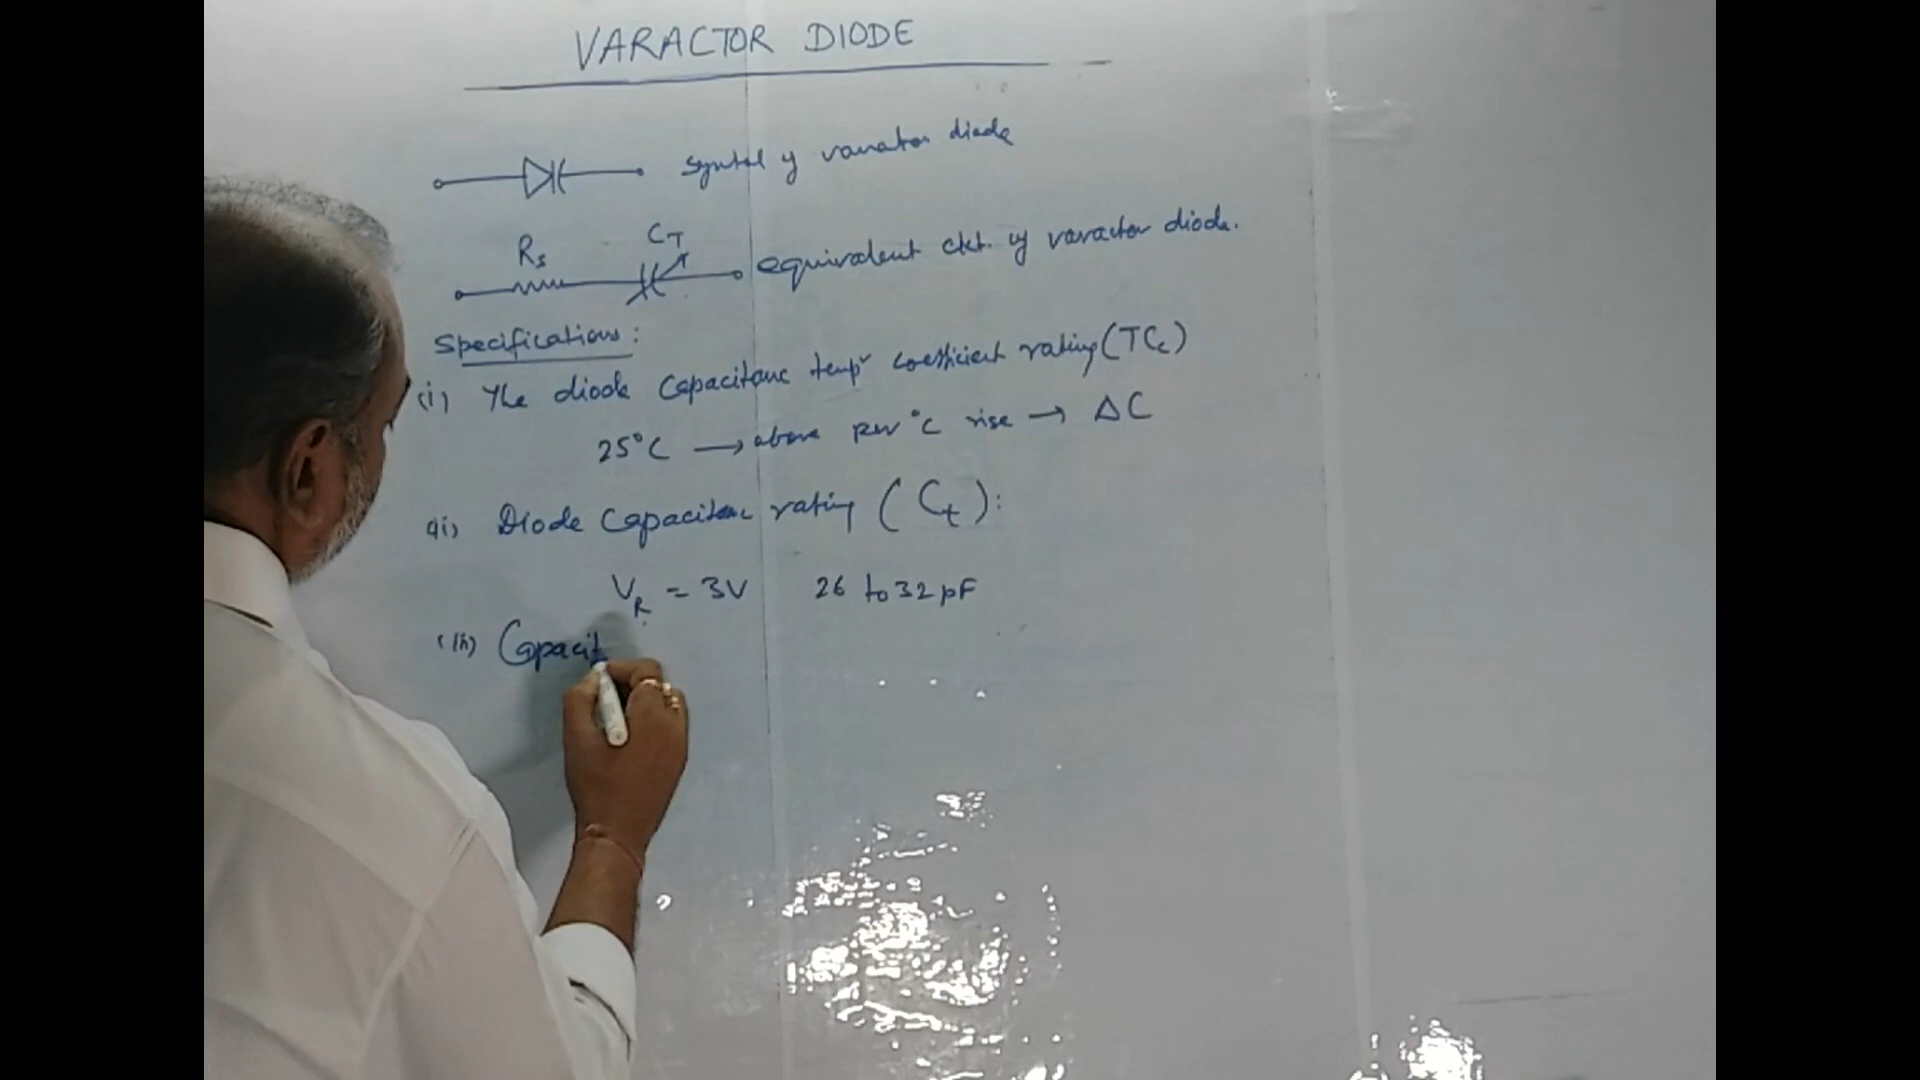 VARACTOR DIODE
symbol of varactor diode
Rs CT
equivalent ckt. of varactor diode.
Specifications:
(i) The diode capacitance tempr coefficient rating (TCc)
25°C → above per °C rise → ΔC
(ii) Diode Capacitance rating (Ct):
VR = 3V 26 to 32 pF
(iii) Capacit